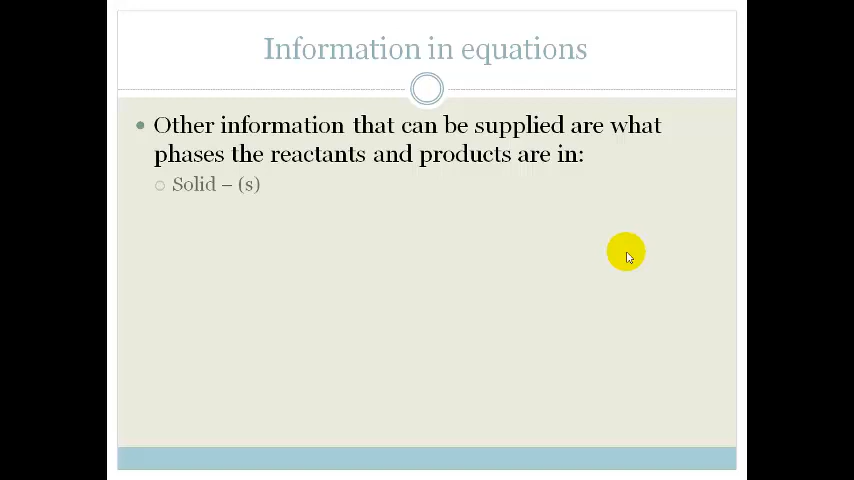 Information in equations
Other information that can be supplied are what
phases the reactants and products are in:
Solid – (s)